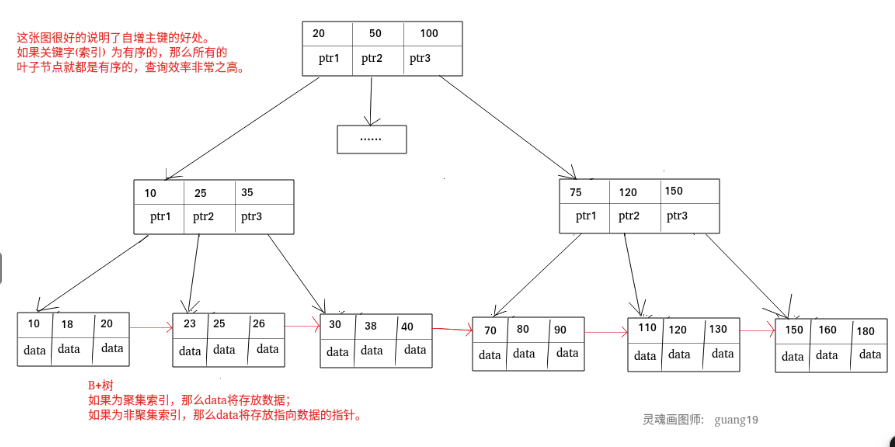 这张图很好的说明了自增主键的好处。
如果关键字(索引) 为有序的，那么所有的
叶子节点就都是有序的，查询效率非常之高。
20 50 100
ptr1 ptr2 ptr3
......
10 25 35
ptr1 ptr2 ptr3
75 120 150
ptr1 ptr2 ptr3
10 18 20
data data data
23 25 26
data data data
30 38 40
data data data
70 80 90
data data data
110 120 130
data data data
150 160 180
data data data
B+树
如果为聚集索引，那么data将存放数据；
如果为非聚集索引，那么data将存放指向数据的指针。
灵魂画图师: guang19